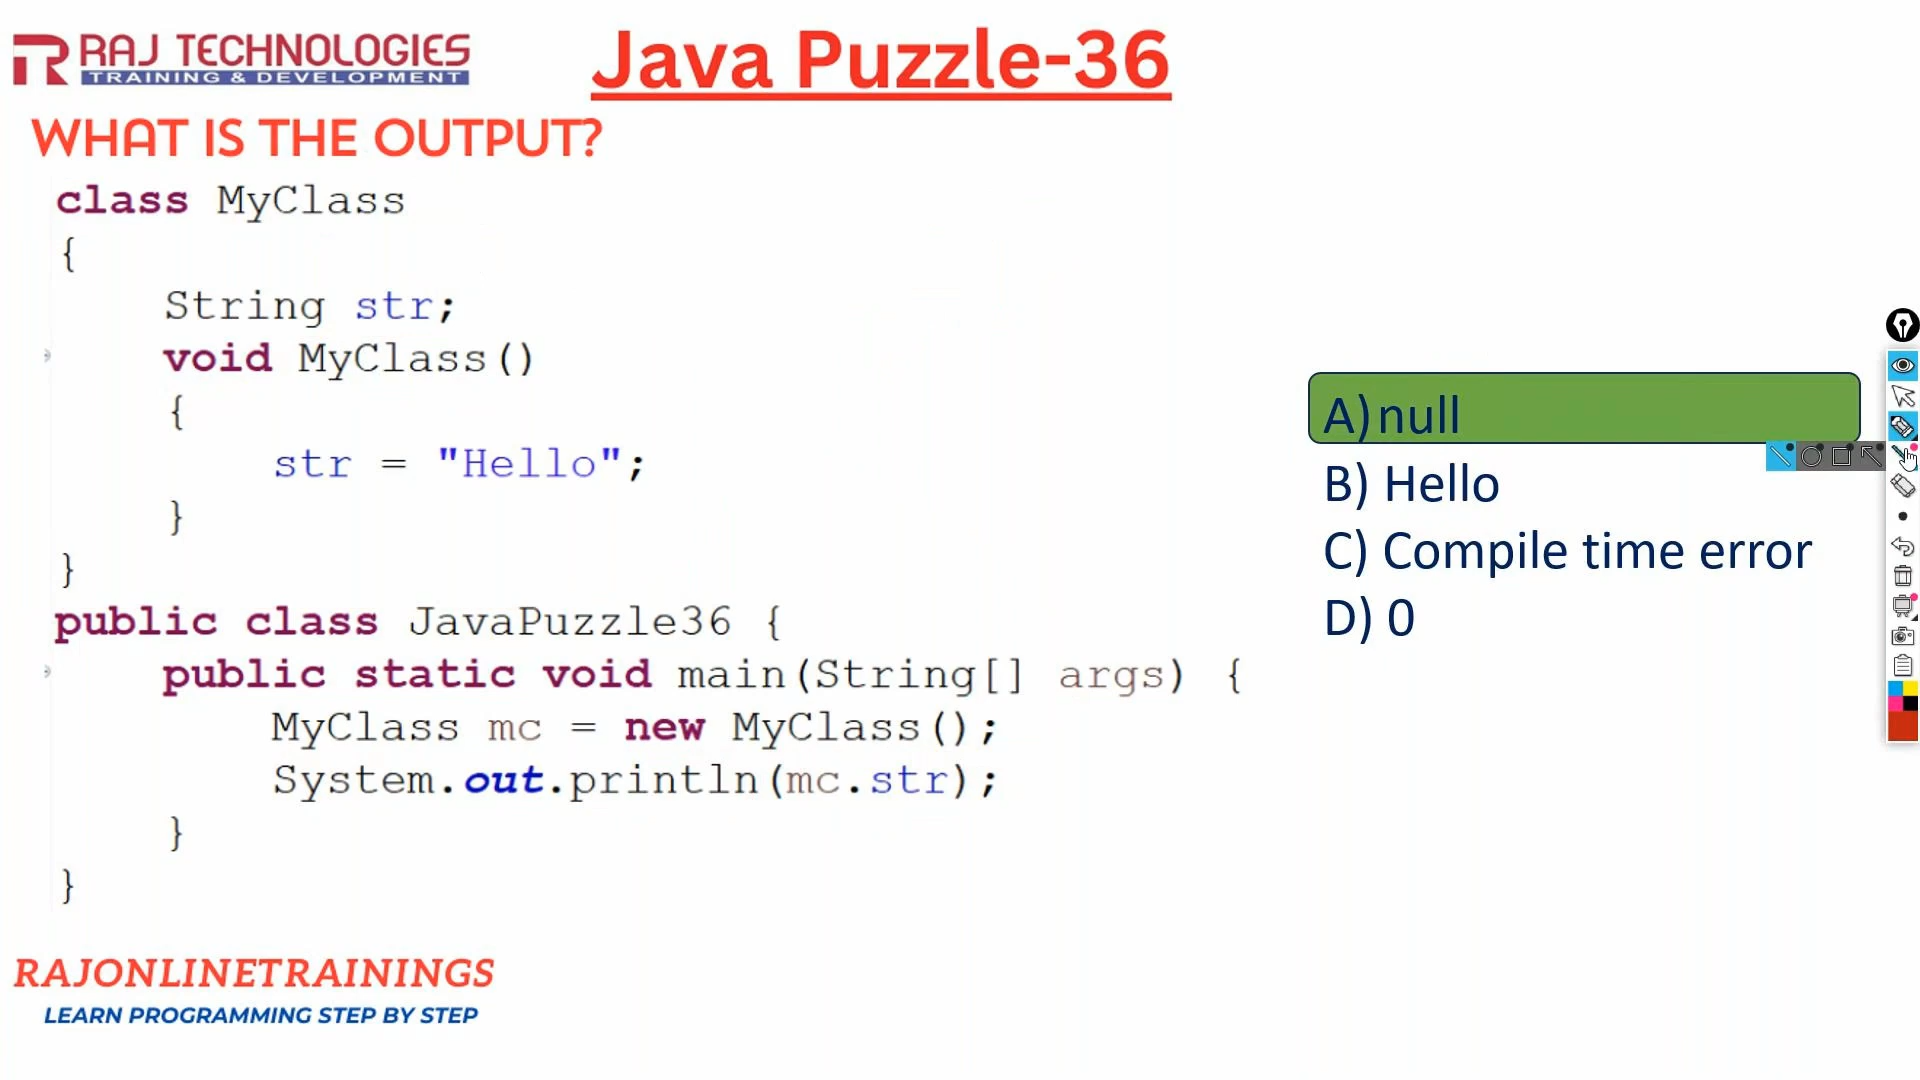 RAJ TECHNOLOGIES
TRAINING & DEVELOPMENT
Java Puzzle-36
WHAT IS THE OUTPUT?
class MyClass
{
String str;
void MyClass()
{
str = "Hello";
}
}
public class JavaPuzzle36 {
public static void main(String[] args) {
MyClass mc = new MyClass();
System.out.println(mc.str);
}
}
A) null
B) Hello
C) Compile time error
D) 0
RAJONLINETRAININGS
LEARN PROGRAMMING STEP BY STEP